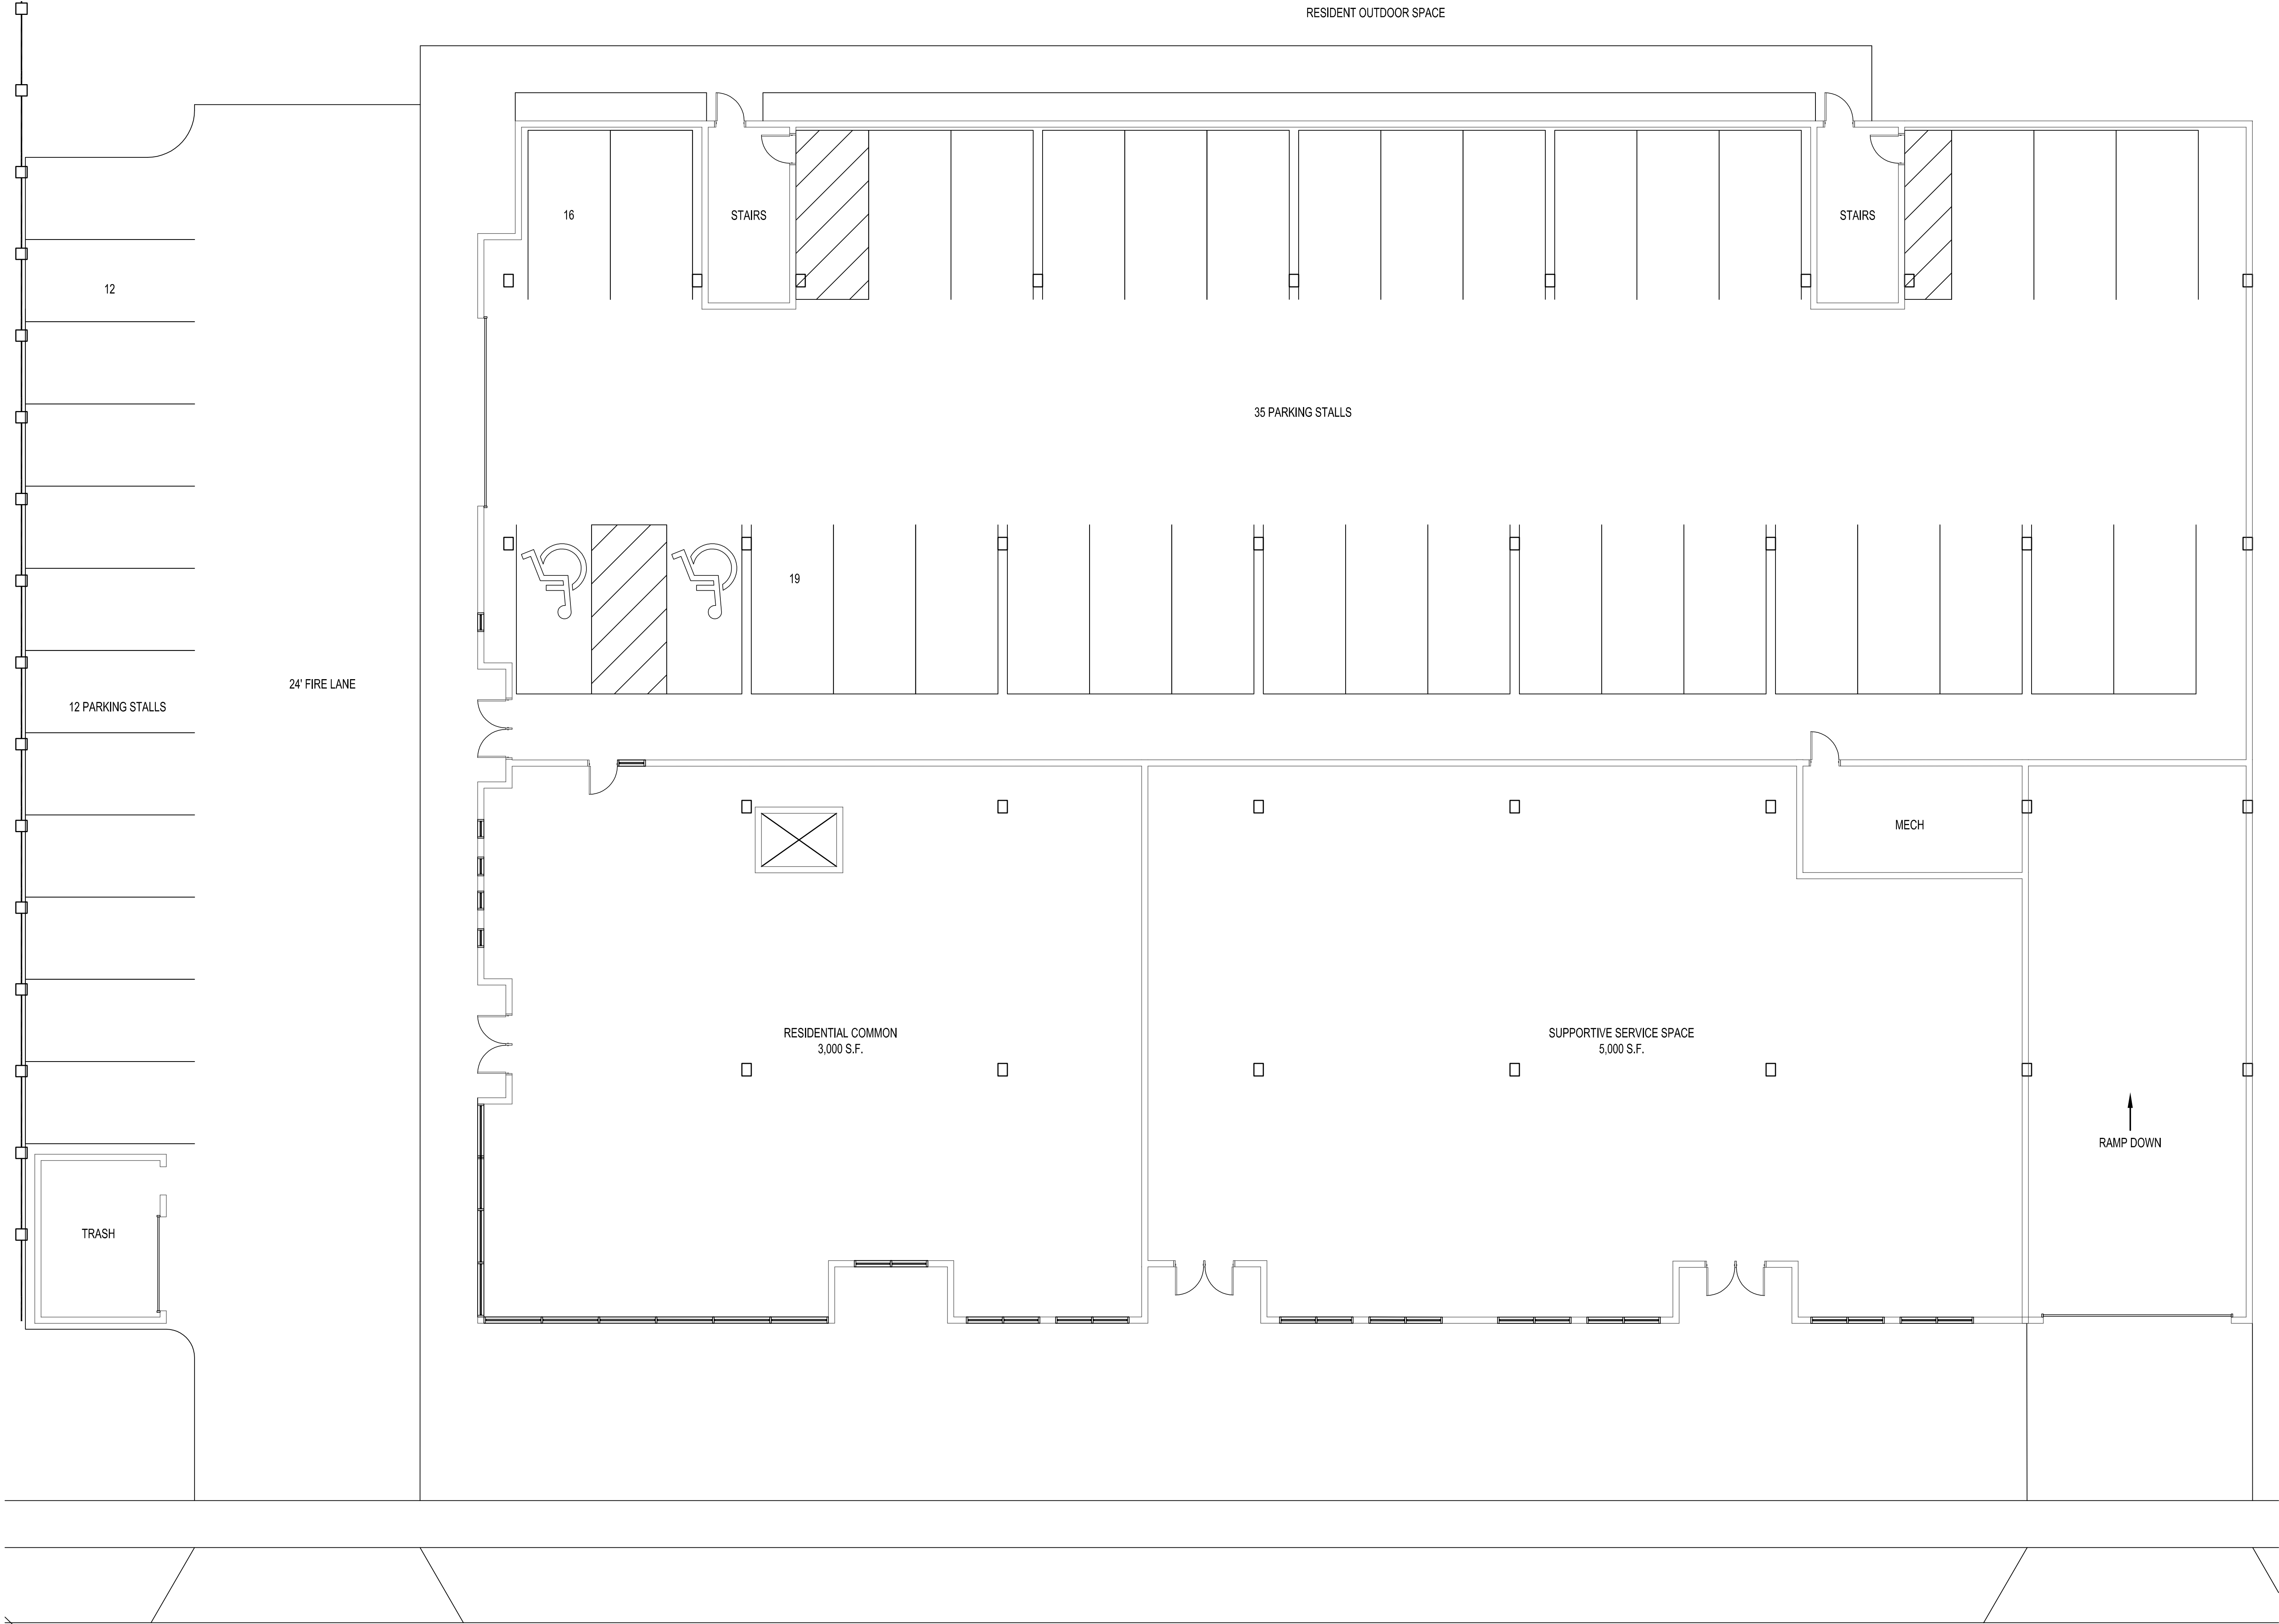 RESIDENT OUTDOOR SPACE
16
STAIRS
STAIRS
12
35 PARKING STALLS
19
24' FIRE LANE
12 PARKING STALLS
MECH
RESIDENTIAL COMMON
3,000 S.F.
SUPPORTIVE SERVICE SPACE
5,000 S.F.
RAMP DOWN
TRASH